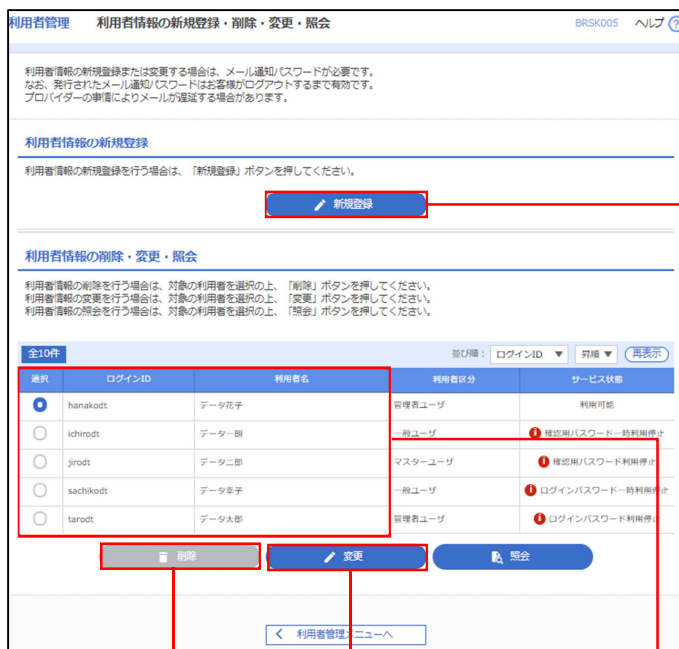 利用者管理 利用者情報の新規登録・削除・変更・照会 BRSK005 ヘルプ ?
利用者情報の新規登録または変更する場合は、メール通知パスワードが必要です。
なお、発行されたメール通知パスワードはお客様がログアウトするまで有効です。
プロバイダーの事情によりメールが遅延する場合があります。
利用者情報の新規登録
利用者情報の新規登録を行う場合は、「新規登録」ボタンを押してください。
新規登録
利用者情報の削除・変更・照会
利用者情報の削除を行う場合は、対象の利用者を選択の上、「削除」ボタンを押してください。
利用者情報の変更を行う場合は、対象の利用者を選択の上、「変更」ボタンを押してください。
利用者情報の照会を行う場合は、対象の利用者を選択の上、「照会」ボタンを押してください。
全10件 並び順： ログインID ▼ 昇順 ▼ 再表示
選択 ログインID 利用者名 利用者区分 サービス状態
hanakodt データ花子 管理者ユーザ 利用可能
ichirodt データ一朗 一般ユーザ 確認用パスワード一時利用停止
jirodt データ二郎 マスターユーザ 確認用パスワード利用停止
sachikodt データ幸子 一般ユーザ ログインパスワード一時利用停止
tarodt データ太郎 管理者ユーザ ログインパスワード利用停止
削除 変更 照会
利用者管理メニューへ